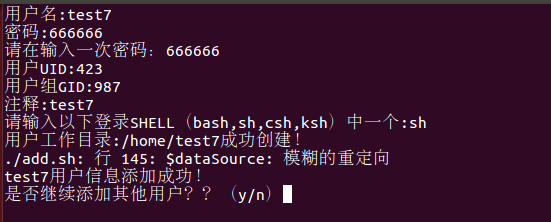 用户名:test7
密码:666666
请在输入一次密码：666666
用户UID:423
用户组GID:987
注释:test7
请输入以下登录SHELL（bash,sh,csh,ksh）中一个:sh
用户工作目录:/home/test7成功创建！
./add.sh: 行 145: $dataSource: 模糊的重定向
test7用户信息添加成功！
是否继续添加其他用户？？（y/n）